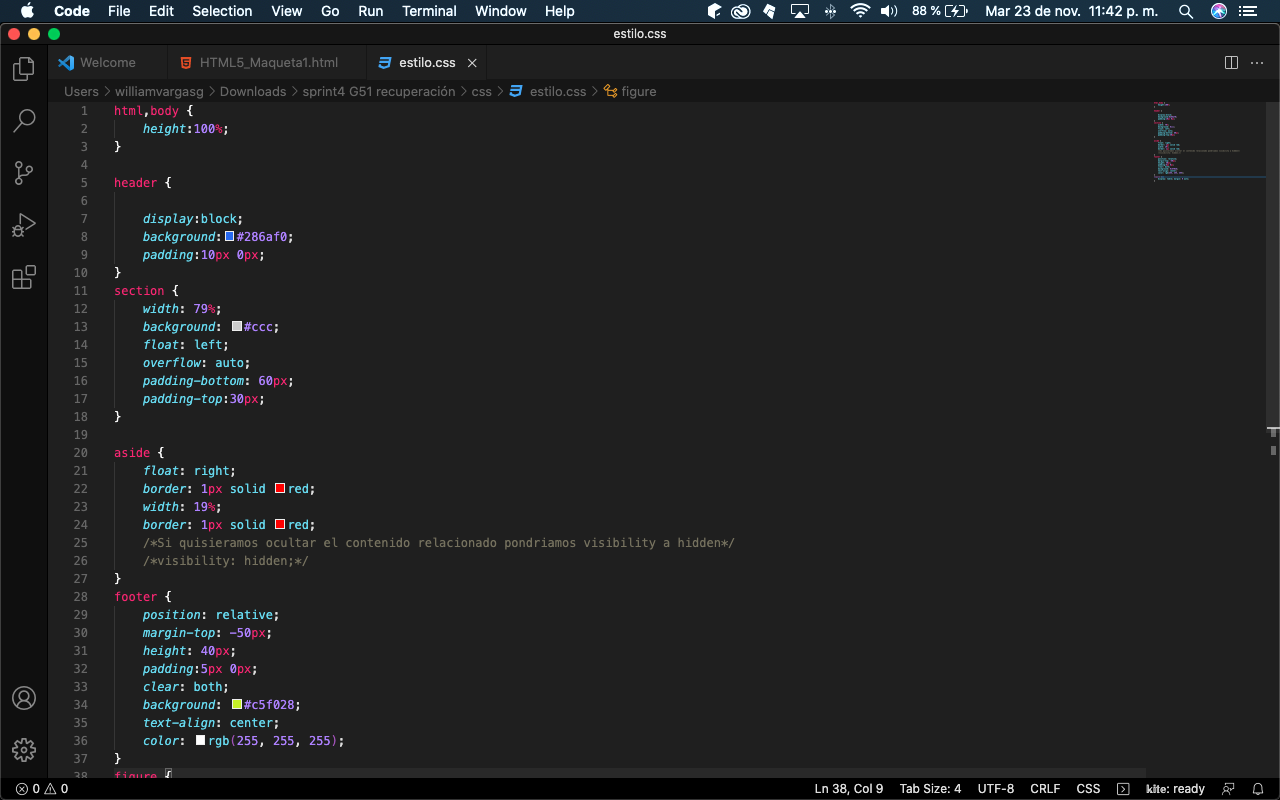 Code File Edit Selection View Go Run Terminal Window Help 88 % Mar 23 de nov. 11:42 p. m.
estilo.css
Welcome HTML5_Maqueta1.html estilo.css
Users > williamvargasg > Downloads > sprint4 G51 recuperación > css > estilo.css > figure
1 html,body {
2 height:100%;
3 }
4
5 header {
6
7 display:block;
8 background:#286af0;
9 padding:10px 0px;
10 }
11 section {
12 width: 79%;
13 background: #ccc;
14 float: left;
15 overflow: auto;
16 padding-bottom: 60px;
17 padding-top:30px;
18 }
19
20 aside {
21 float: right;
22 border: 1px solid red;
23 width: 19%;
24 border: 1px solid red;
25 /*Si quisieramos ocultar el contenido relacionado pondriamos visibility a hidden*/
26 /*visibility: hidden;*/
27 }
28 footer {
29 position: relative;
30 margin-top: -50px;
31 height: 40px;
32 padding:5px 0px;
33 clear: both;
34 background: #c5f028;
35 text-align: center;
36 color: rgb(255, 255, 255);
37 }
38 figure {
0 0 Ln 38, Col 9 Tab Size: 4 UTF-8 CRLF CSS kite: ready